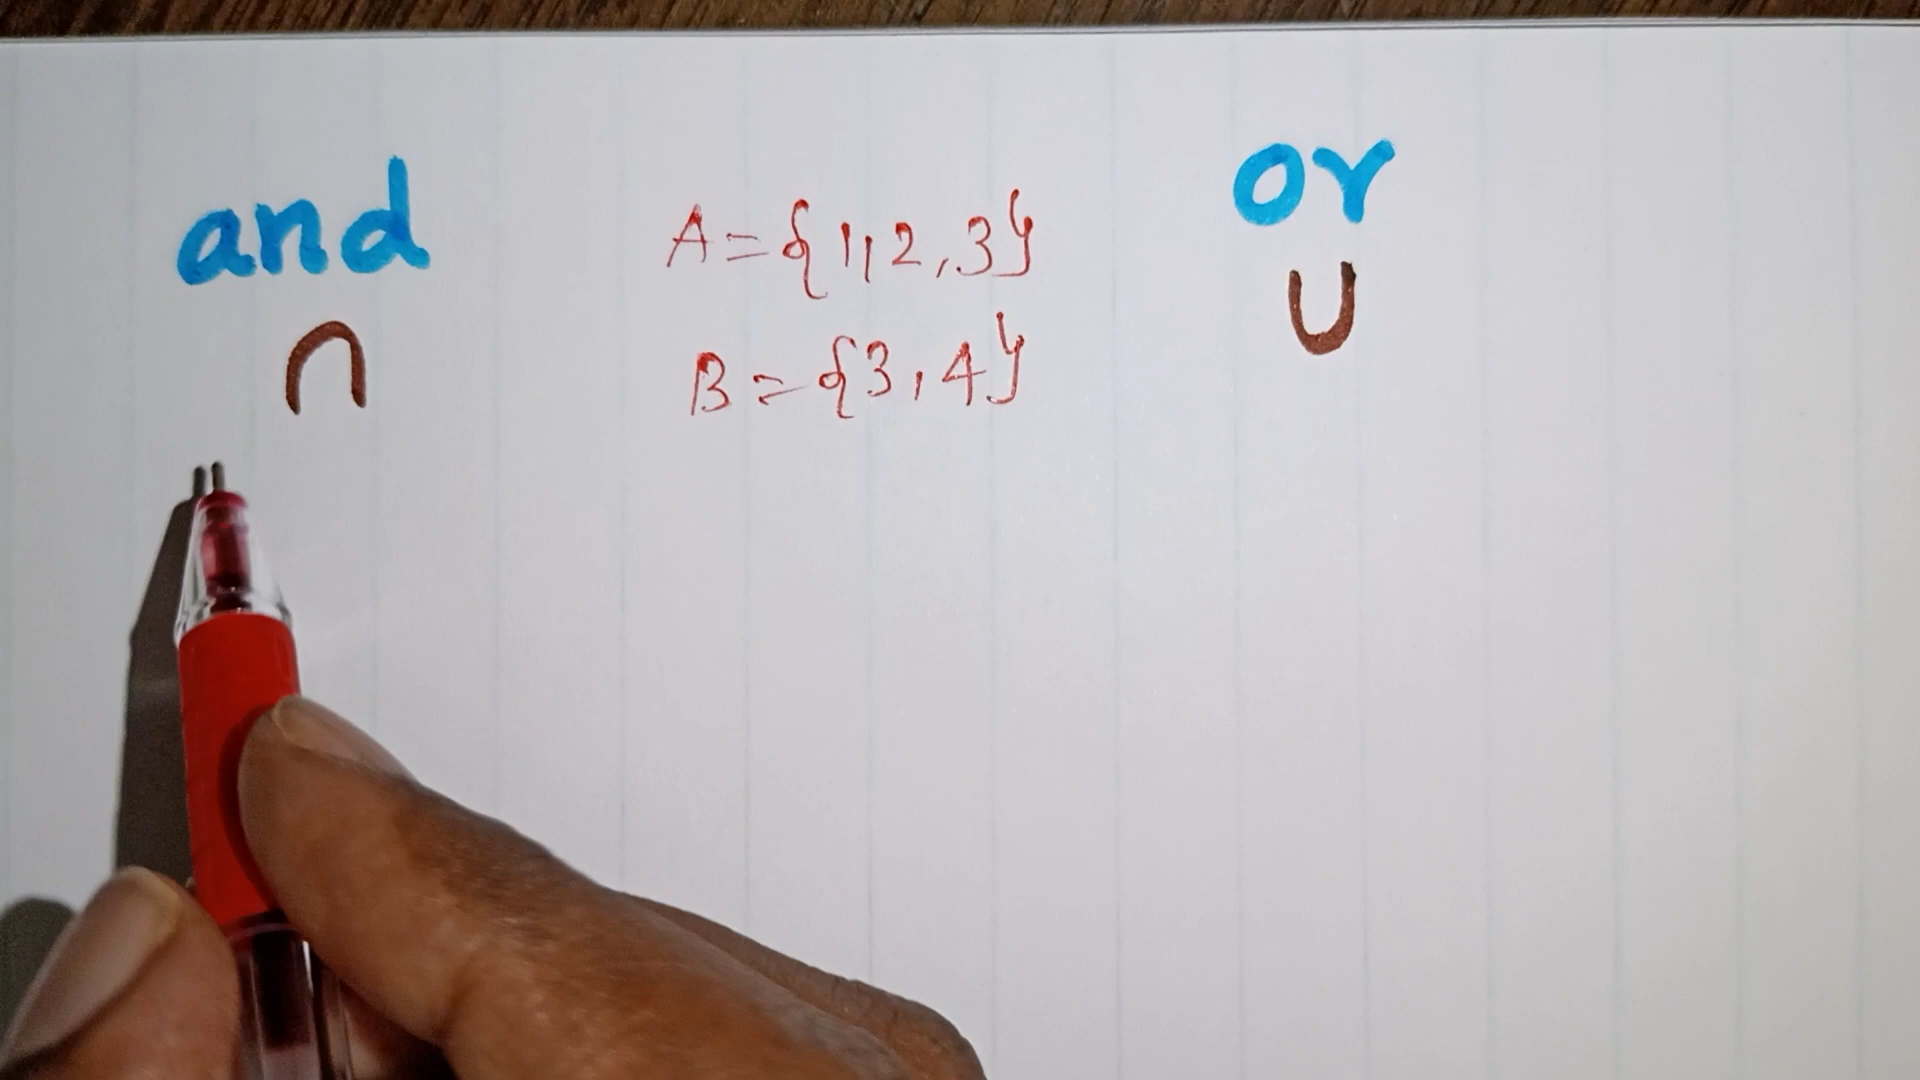 and
∩
A = {1,2,3}
B = {3,4}
or
∪